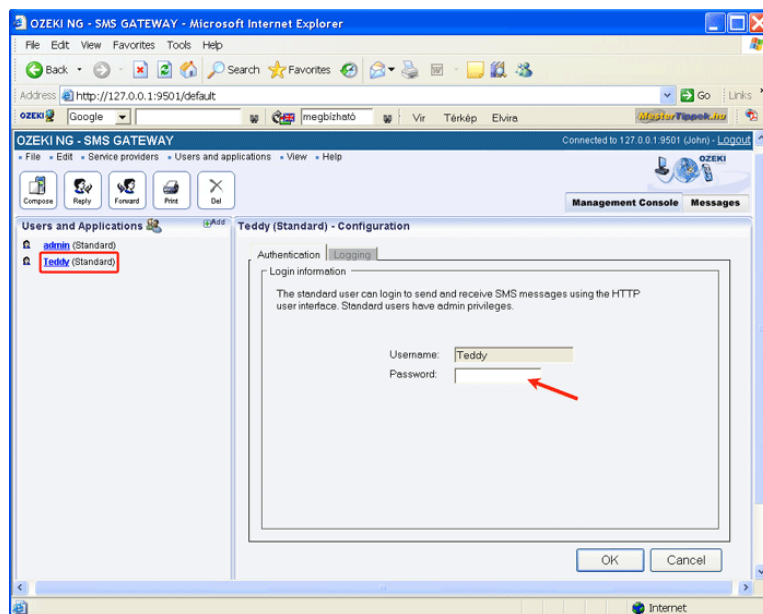 OZEKI NG - SMS GATEWAY - Microsoft Internet Explorer
File Edit View Favorites Tools Help
Back Search Favorites
Address http://127.0.0.1:9501/default Go Links
OZEKI Google megbízható Vir Térkép Elvira MesterTippek.hu
OZEKI NG - SMS GATEWAY Connected to 127.0.0.1:9501 (John) - Logout
File Edit Service providers Users and applications View Help
OZEKI
Compose Reply Forward Print Del
Management Console Messages
Users and Applications Add
admin (Standard)
Teddy (Standard)
Teddy (Standard) - Configuration
Authentication Logging
Login information
The standard user can login to send and receive SMS messages using the HTTP
user interface. Standard users have admin privileges.
Username: Teddy
Password:
OK Cancel
Internet